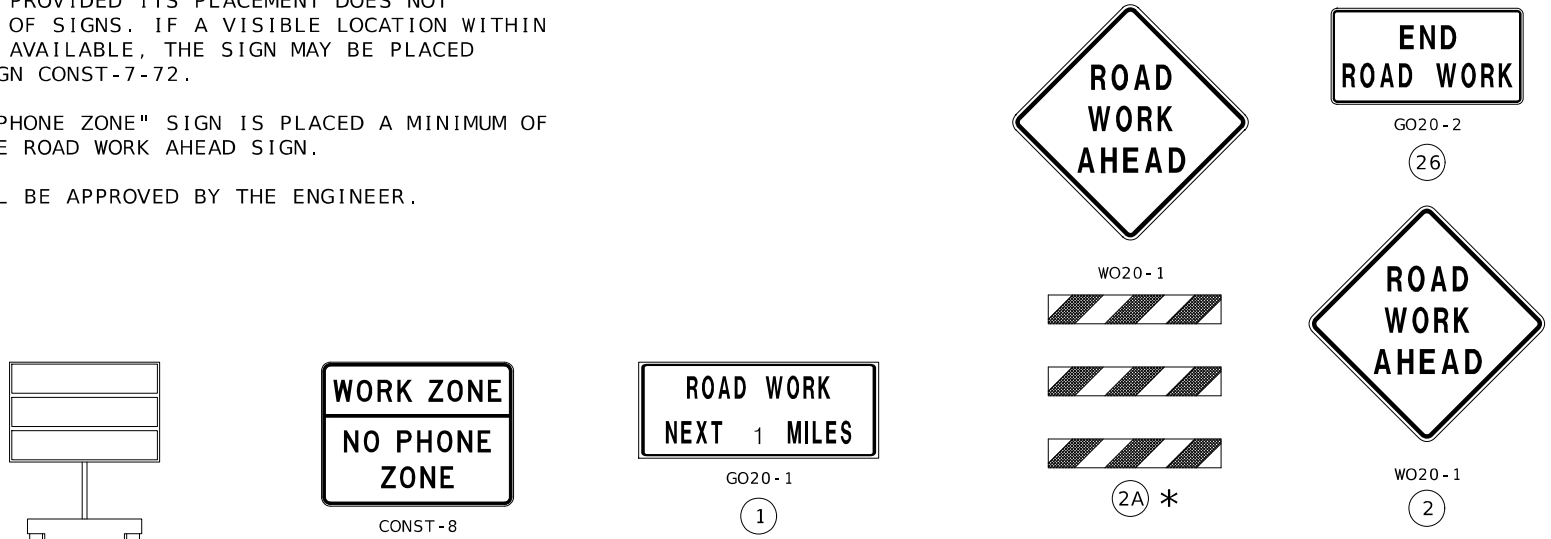 PROVIDED ITS PLACEMENT DOES NOT
OF SIGNS. IF A VISIBLE LOCATION WITHIN
AVAILABLE, THE SIGN MAY BE PLACED
GN CONST-7-72.
PHONE ZONE" SIGN IS PLACED A MINIMUM OF
E ROAD WORK AHEAD SIGN.
L BE APPROVED BY THE ENGINEER.
ROAD
WORK
AHEAD
WO20-1
2A *
END
ROAD WORK
GO20-2
26
ROAD
WORK
AHEAD
WO20-1
2
WORK ZONE
NO PHONE
ZONE
CONST-8
ROAD WORK
NEXT 1 MILES
GO20-1
1